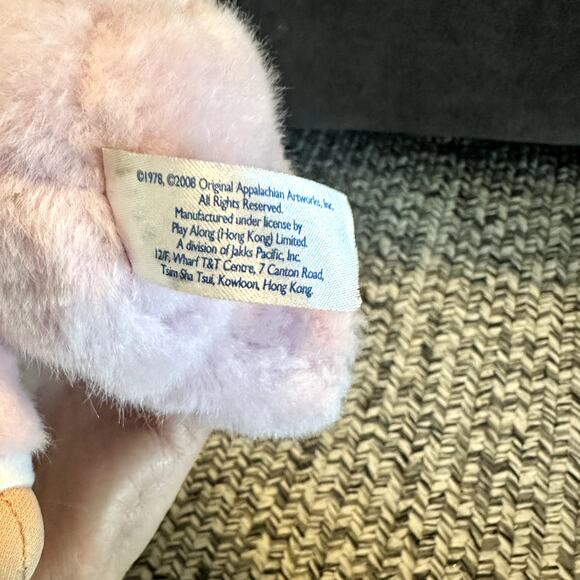 ©1978, ©2008 Original Appalachian Artworks, Inc.
All Rights Reserved.
Manufactured under license by
Play Along (Hong Kong) Limited.
A division of Jakks Pacific, Inc.
12/F, Wharf T&T Centre, 7 Canton Road,
Tsim Sha Tsui, Kowloon, Hong Kong.